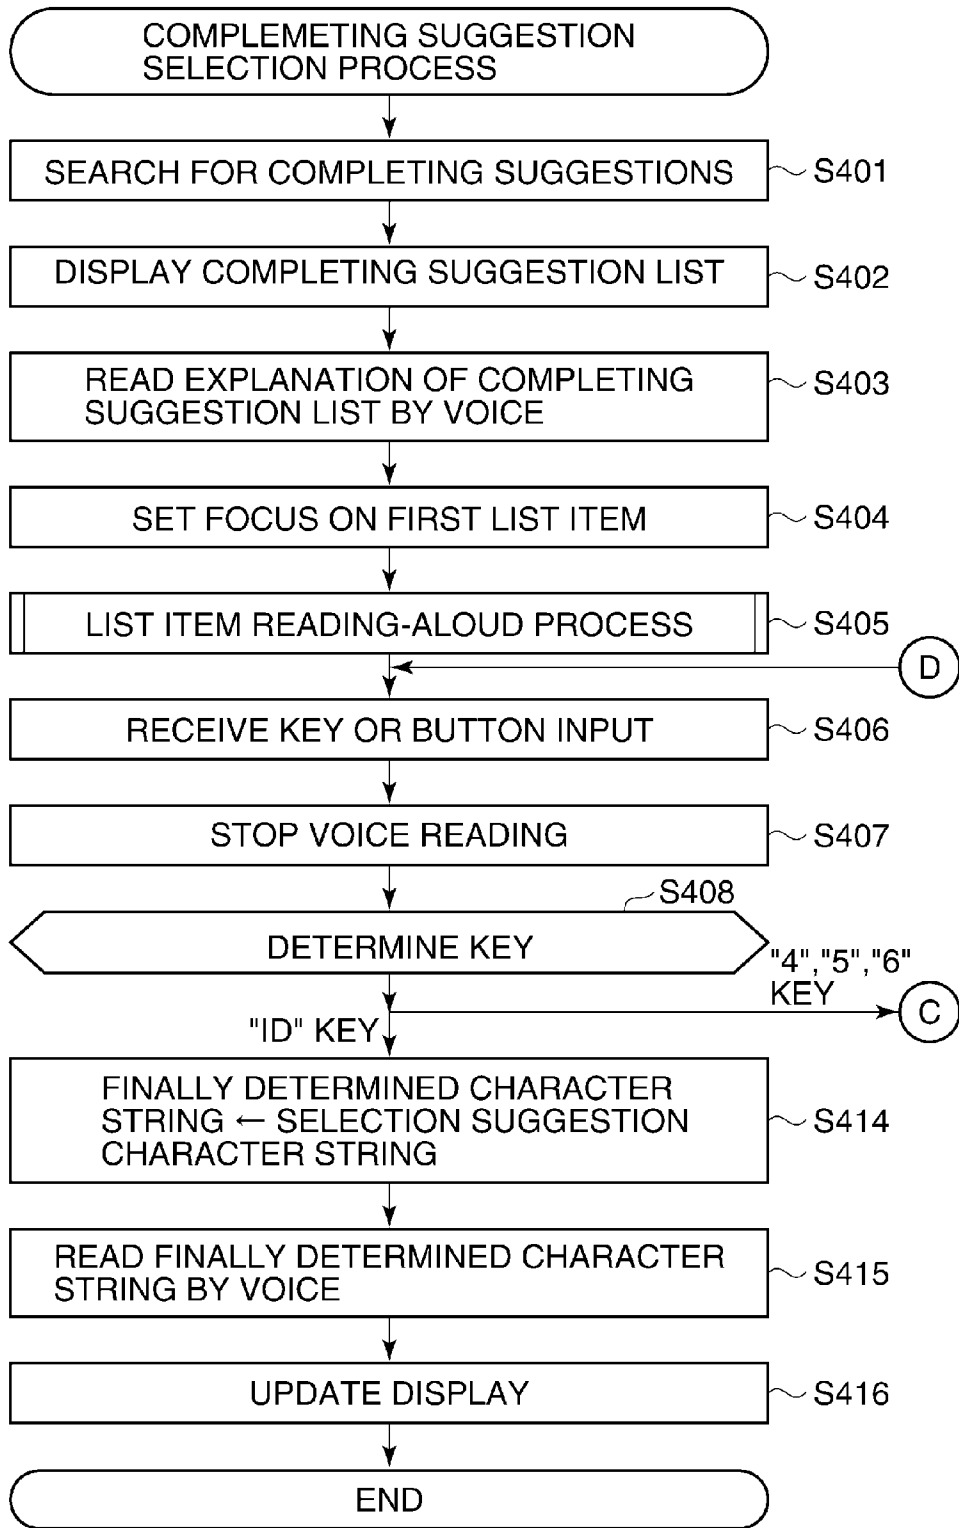 COMPLEMETING SUGGESTION
SELECTION PROCESS
SEARCH FOR COMPLETING SUGGESTIONS
S401
DISPLAY COMPLETING SUGGESTION LIST
S402
READ EXPLANATION OF COMPLETING
SUGGESTION LIST BY VOICE
S403
SET FOCUS ON FIRST LIST ITEM
S404
LIST ITEM READING-ALOUD PROCESS
S405
D
RECEIVE KEY OR BUTTON INPUT
S406
STOP VOICE READING
S407
S408
DETERMINE KEY
"4","5","6"
KEY
C
"ID" KEY
FINALLY DETERMINED CHARACTER
STRING ← SELECTION SUGGESTION
CHARACTER STRING
S414
READ FINALLY DETERMINED CHARACTER
STRING BY VOICE
S415
UPDATE DISPLAY
S416
END